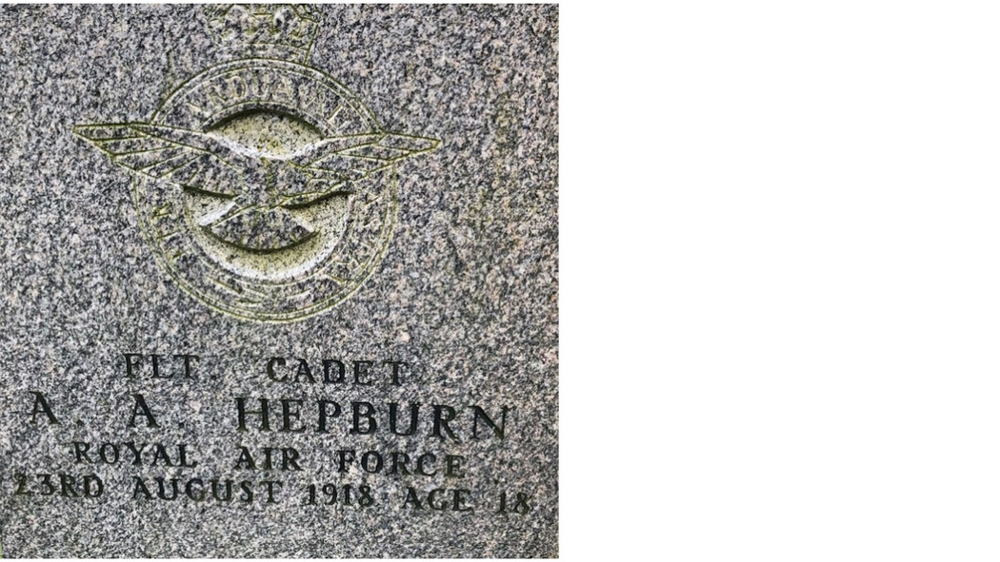 FLT. CADET
A. A. HEPBURN
ROYAL AIR FORCE
23RD AUGUST 1918 AGE 18